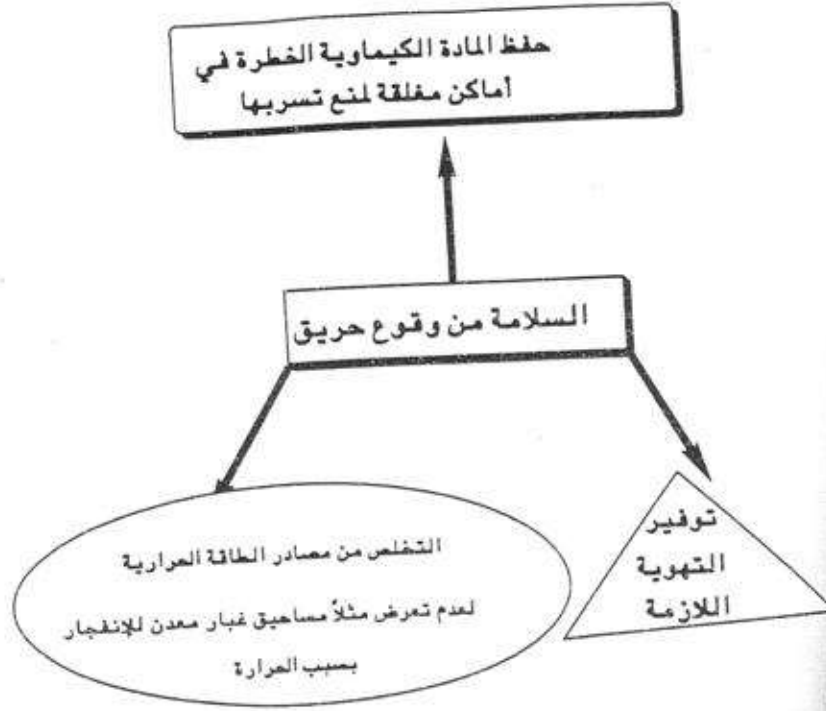 حفظ المادة الكيماوية الخطرة في
أماكن مغلقة لمنع تسربها
السلامة من وقوع حريق
توفير
التهوية
اللازمة
التخلص من مصادر الطاقة الحرارية
لعدم تعرض مثلاً مساحيق غبار معدن للإنفجار
بسبب الحرارة